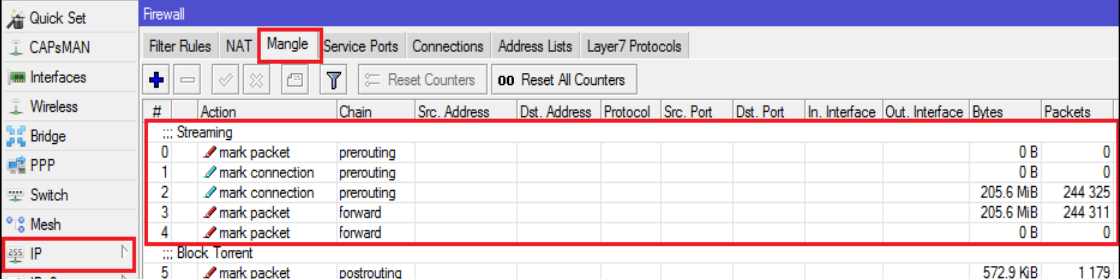 Quick Set
CAPsMAN
Interfaces
Wireless
Bridge
PPP
Switch
Mesh
255 IP
Firewall
Filter Rules NAT Mangle Service Ports Connections Address Lists Layer7 Protocols
Reset Counters 00 Reset All Counters
# Action Chain Src. Address Dst. Address Protocol Src. Port Dst. Port In. Interface Out. Interface Bytes Packets
::: Streaming
0 mark packet prerouting 0 B 0
1 mark connection prerouting 0 B 0
2 mark connection prerouting 205.6 MiB 244 325
3 mark packet forward 205.6 MiB 244 311
4 mark packet forward 0 B 0
::: Block Torrent
5 mark packet postrouting 572.9 KiB 1 179